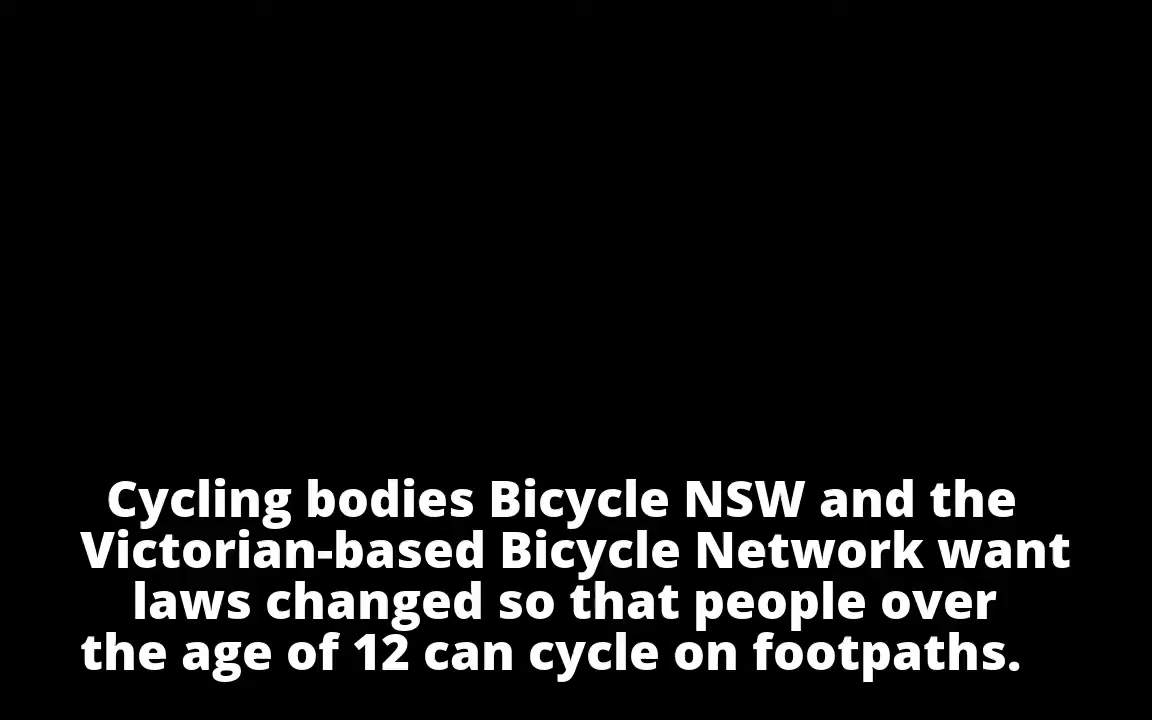 Cycling bodies Bicycle NSW and the
Victorian-based Bicycle Network want
laws changed so that people over
the age of 12 can cycle on footpaths.